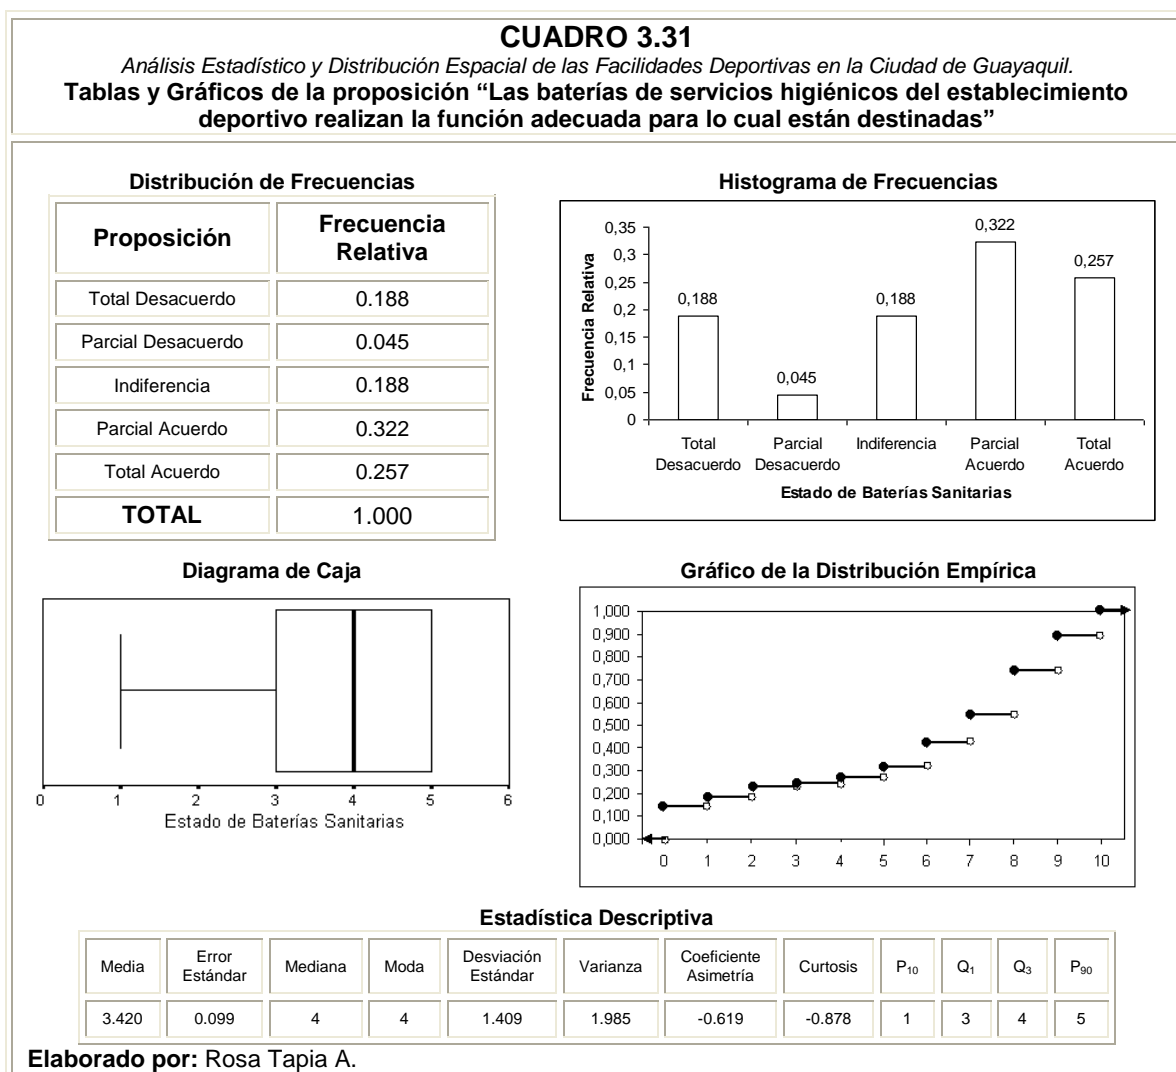 CUADRO 3.31
Análisis Estadístico y Distribución Espacial de las Facilidades Deportivas en la Ciudad de Guayaquil.
Tablas y Gráficos de la proposición “Las baterías de servicios higiénicos del establecimiento
deportivo realizan la función adecuada para lo cual están destinadas”
Distribución de Frecuencias
Proposición Frecuencia Relativa
Total Desacuerdo 0.188
Parcial Desacuerdo 0.045
Indiferencia 0.188
Parcial Acuerdo 0.322
Total Acuerdo 0.257
TOTAL 1.000
Histograma de Frecuencias
Frecuencia Relativa
0,35
0,3
0,25
0,2
0,15
0,1
0,05
0
0,188 0,045 0,188 0,322 0,257
Total Parcial Indiferencia Parcial Total
Desacuerdo Desacuerdo Acuerdo Acuerdo
Estado de Baterías Sanitarias
Diagrama de Caja
0 1 2 3 4 5 6
Estado de Baterías Sanitarias
Gráfico de la Distribución Empírica
1,000
0,900
0,800
0,700
0,600
0,500
0,400
0,300
0,200
0,100
0,000
0 1 2 3 4 5 6 7 8 9 10
Estadística Descriptiva
Media Error Estándar Mediana Moda Desviación Estándar Varianza Coeficiente Asimetría Curtosis P10 Q1 Q3 P90
3.420 0.099 4 4 1.409 1.985 -0.619 -0.878 1 3 4 5
Elaborado por: Rosa Tapia A.